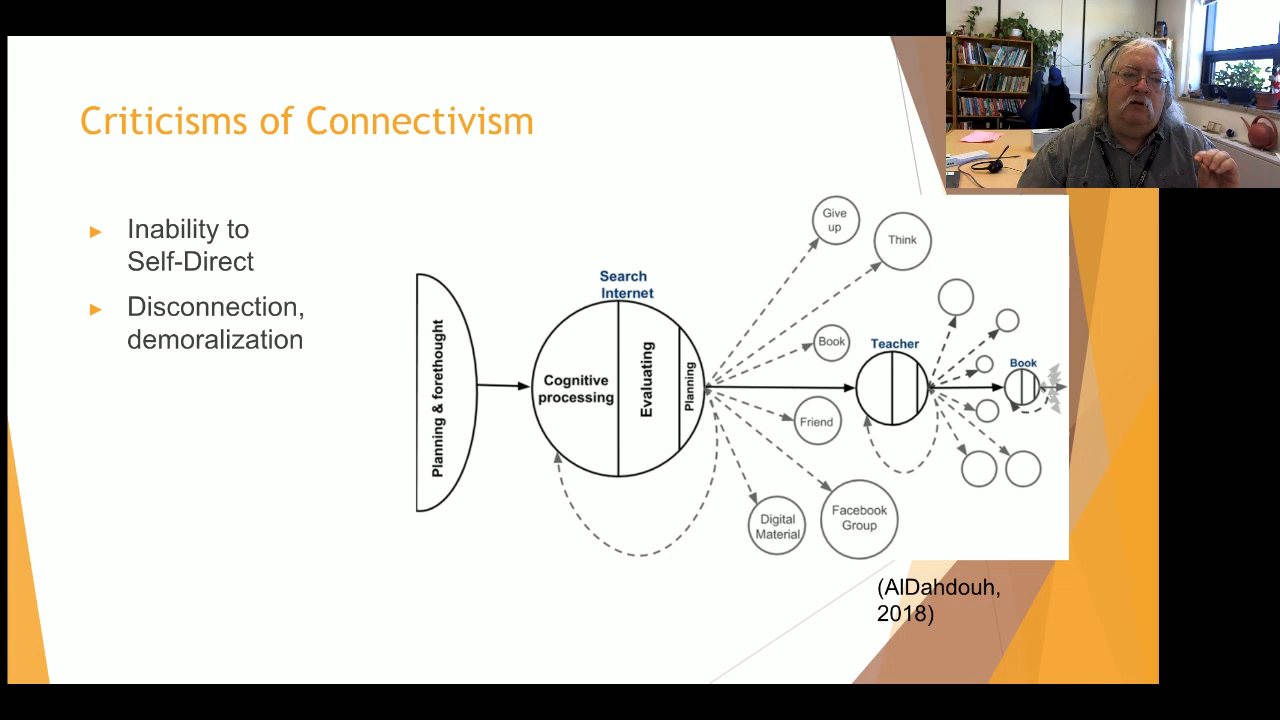 Criticisms of Connectivism
Inability to
Self-Direct
Disconnection,
demoralization
Planning & forethought
Search
Internet
Cognitive
processing
Evaluating
Planning
Give
up
Think
Book
Friend
Digital
Material
Facebook
Group
Teacher
Book
(AlDahdouh,
2018)